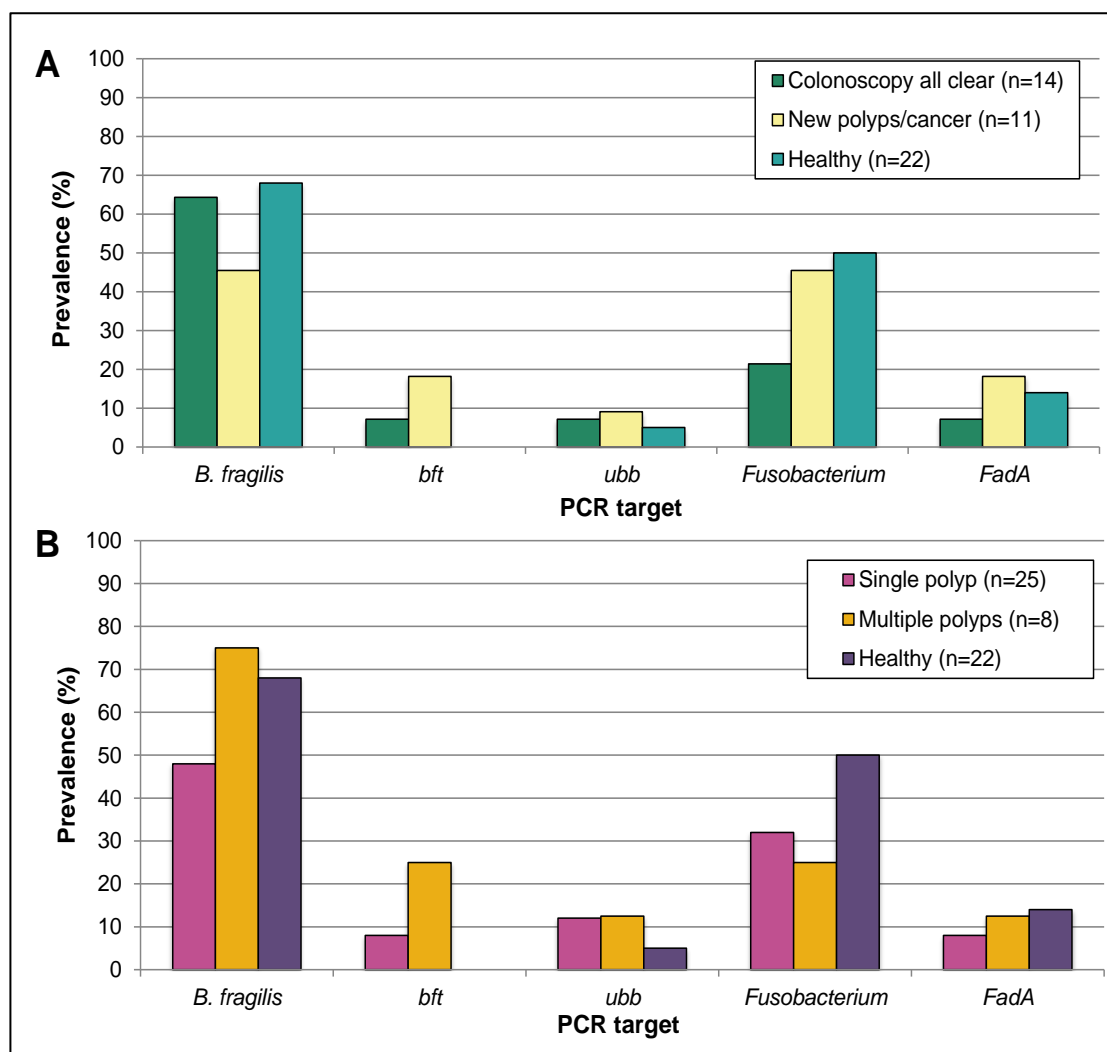 A
Colonoscopy all clear (n=14)
New polyps/cancer (n=11)
Healthy (n=22)
Prevalence (%)
100
90
80
70
60
50
40
30
20
10
0
B. fragilis bft ubb Fusobacterium FadA
PCR target
B
Single polyp (n=25)
Multiple polyps (n=8)
Healthy (n=22)
Prevalence (%)
100
90
80
70
60
50
40
30
20
10
0
B. fragilis bft ubb Fusobacterium FadA
PCR target